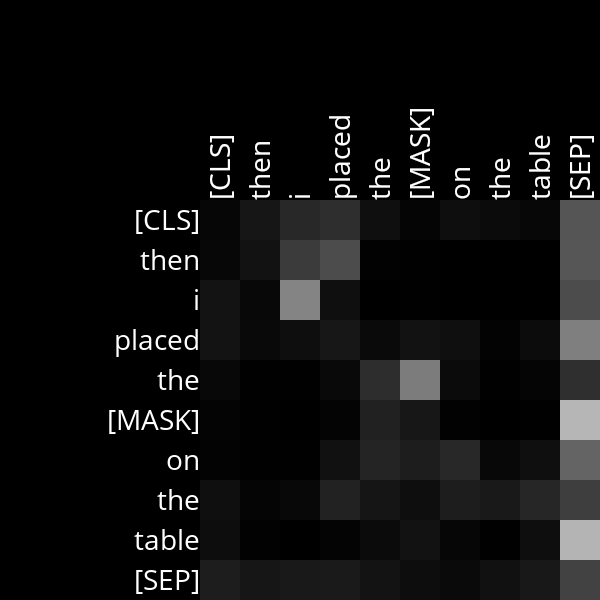 [CLS] then i placed the [MASK] on the table [SEP]
[CLS]
then
i
placed
the
[MASK]
on
the
table
[SEP]